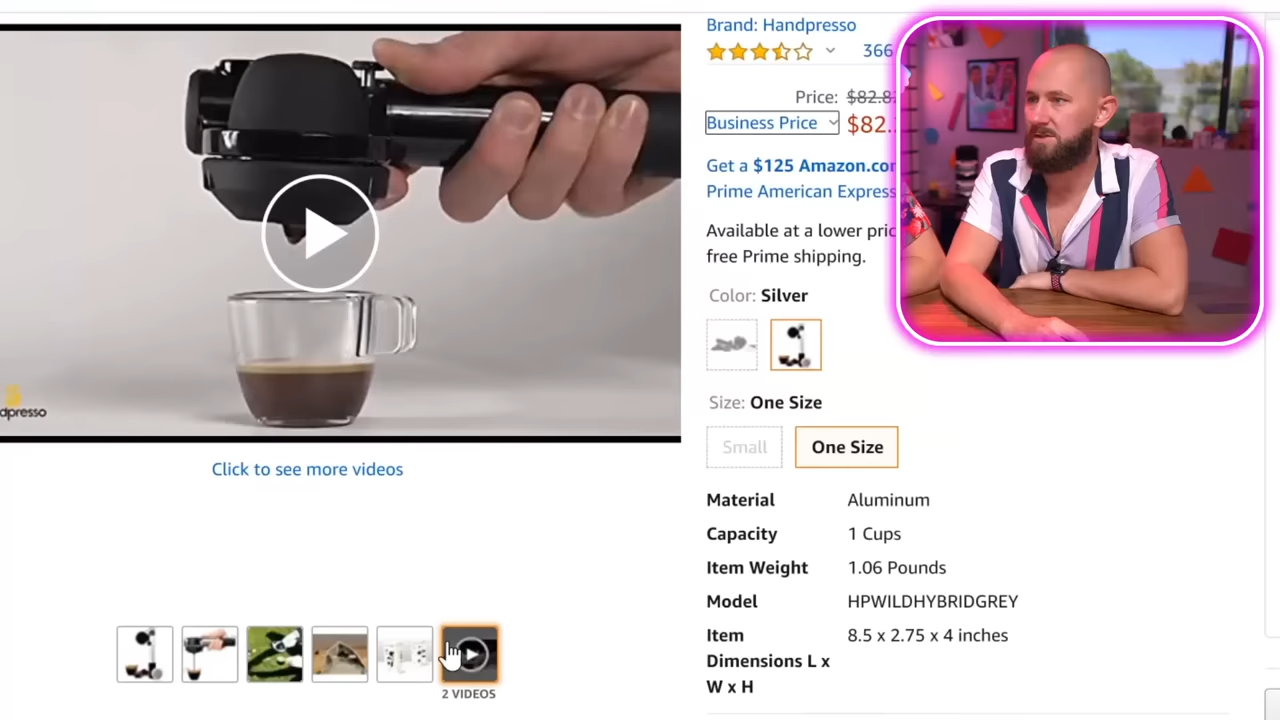 Brand: Handpresso
366
Price: $82.8
Business Price $82.
Get a $125 Amazon.com
Prime American Express
Available at a lower pric
free Prime shipping.
Color: Silver
Size: One Size
Small
One Size
Material Aluminum
Capacity 1 Cups
Item Weight 1.06 Pounds
Model HPWILDHYBRIDGREY
Item 8.5 x 2.75 x 4 inches
Dimensions L x
W x H
dpresso
Click to see more videos
2 VIDEOS